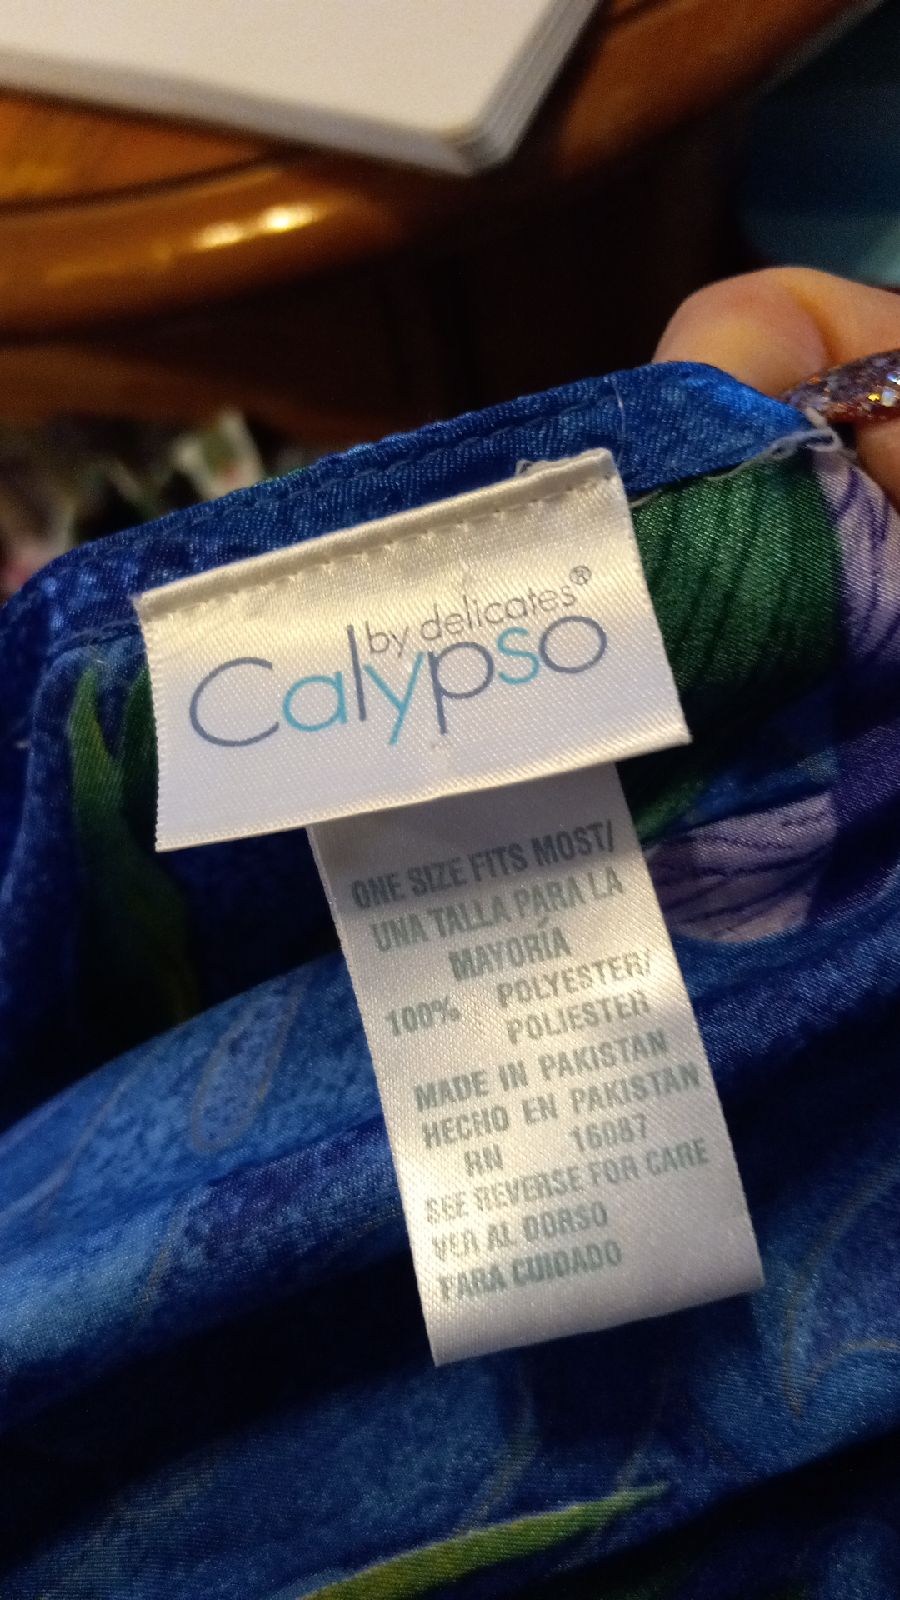 by delicates®
Calypso
ONE SIZE FITS MOST/
UNA TALLA PARA LA
MAYORÍA
100% POLYESTER/
POLIESTER
MADE IN PAKISTAN
HECHO EN PAKISTAN
RN 16087
SEE REVERSE FOR CARE
VER AL DORSO
PARA CUIDADO